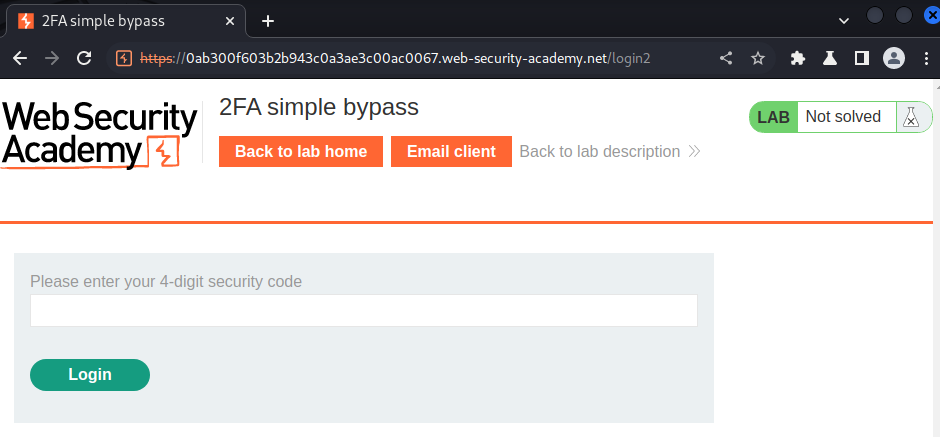 2FA simple bypass
https://0ab300f603b2b943c0a3ae3c00ac0067.web-security-academy.net/login2
Web Security
Academy
2FA simple bypass
Back to lab home Email client Back to lab description
LAB Not solved
Please enter your 4-digit security code
Login